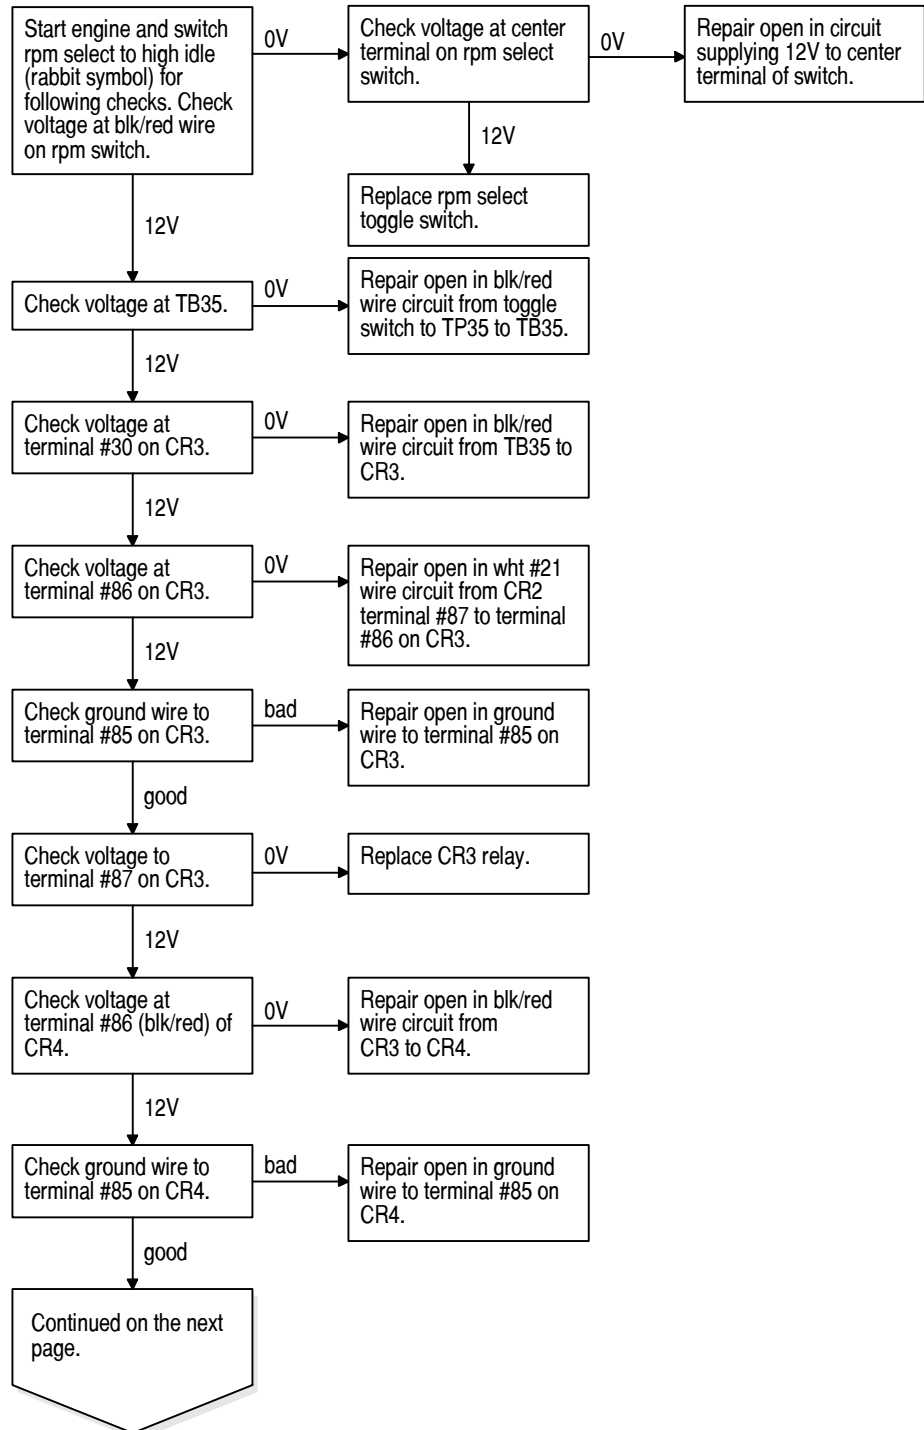 Start engine and switch
rpm select to high idle
(rabbit symbol) for
following checks. Check
voltage at blk/red wire
on rpm switch.
0V
Check voltage at center
terminal on rpm select
switch.
0V
Repair open in circuit
supplying 12V to center
terminal of switch.
12V
Replace rpm select
toggle switch.
12V
Check voltage at TB35.
0V
Repair open in blk/red
wire circuit from toggle
switch to TP35 to TB35.
12V
Check voltage at
terminal #30 on CR3.
0V
Repair open in blk/red
wire circuit from TB35 to
CR3.
12V
Check voltage at
terminal #86 on CR3.
0V
Repair open in wht #21
wire circuit from CR2
terminal #87 to terminal
#86 on CR3.
12V
Check ground wire to
terminal #85 on CR3.
bad
Repair open in ground
wire to terminal #85 on
CR3.
good
Check voltage to
terminal #87 on CR3.
0V
Replace CR3 relay.
12V
Check voltage at
terminal #86 (blk/red) of
CR4.
0V
Repair open in blk/red
wire circuit from
CR3 to CR4.
12V
Check ground wire to
terminal #85 on CR4.
bad
Repair open in ground
wire to terminal #85 on
CR4.
good
Continued on the next
page.